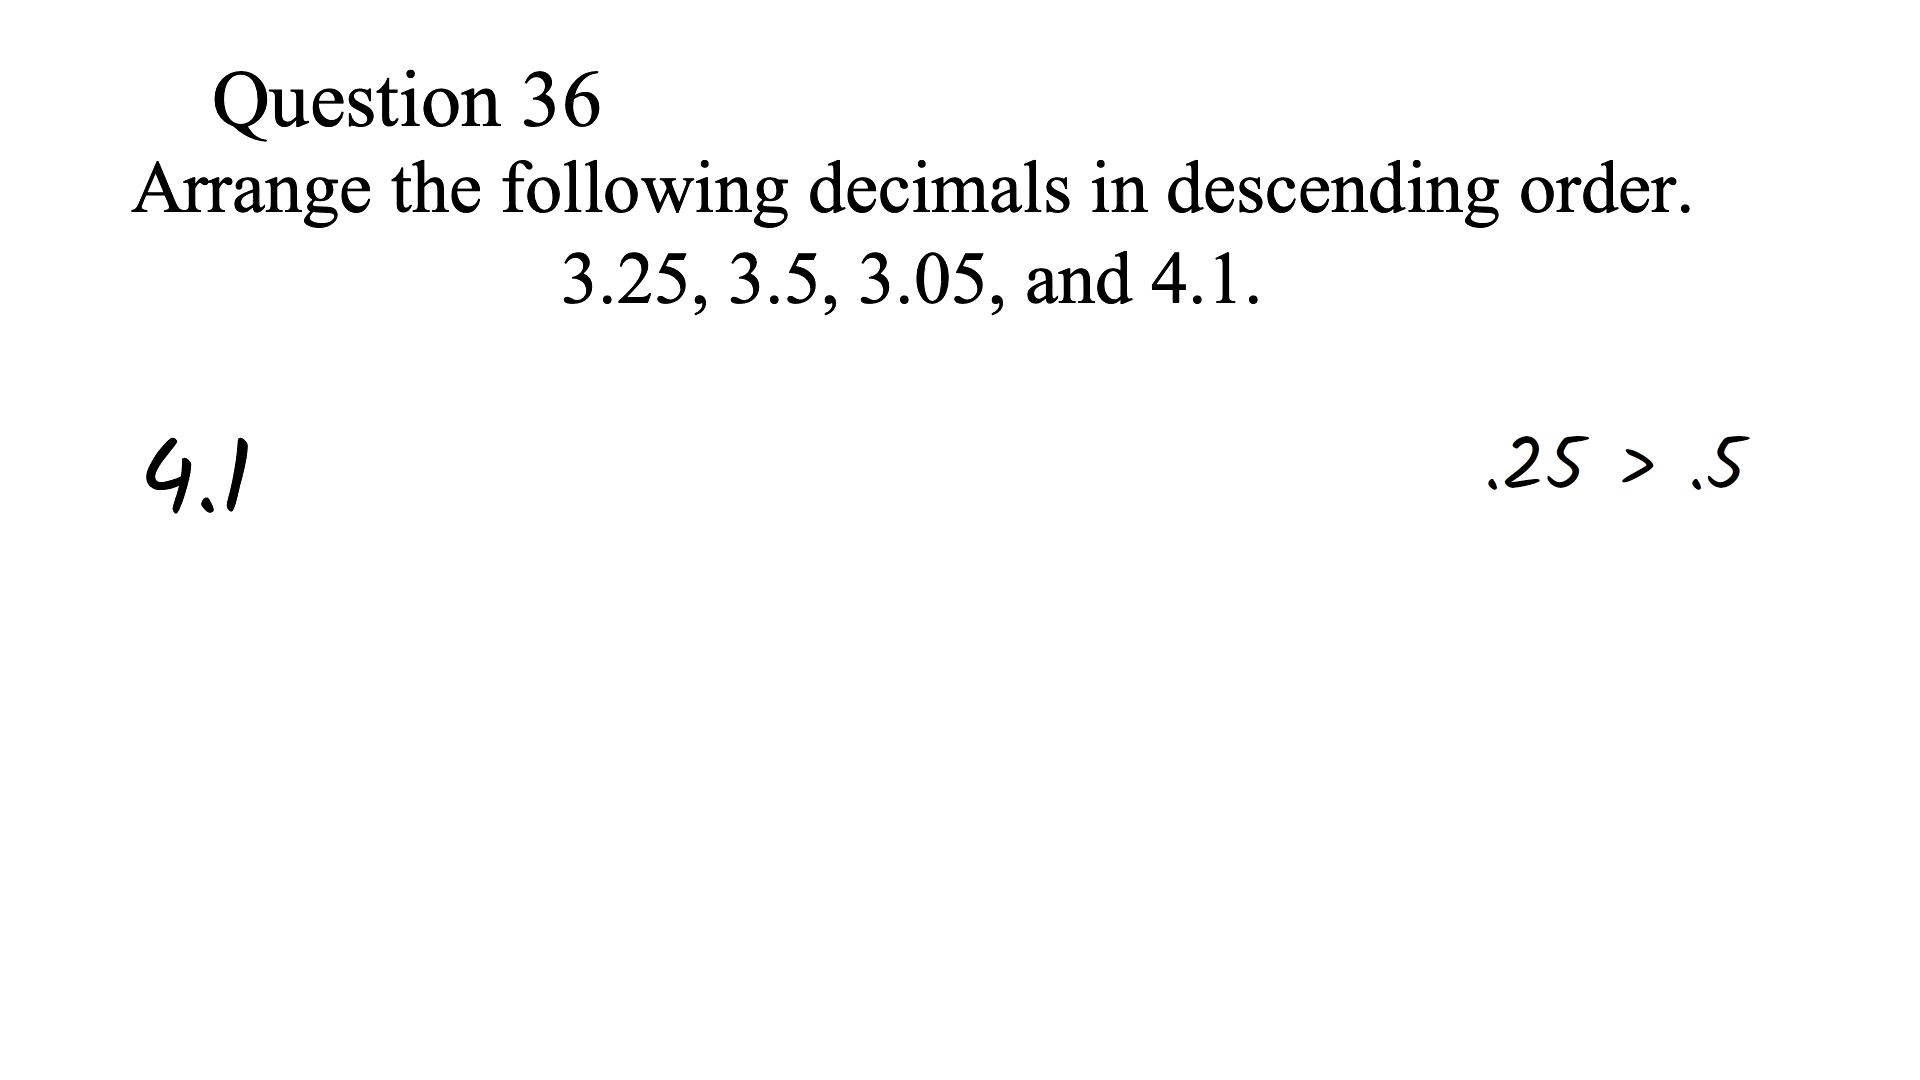 Question 36
Arrange the following decimals in descending order.
3.25, 3.5, 3.05, and 4.1.
4.1
.25 > .5